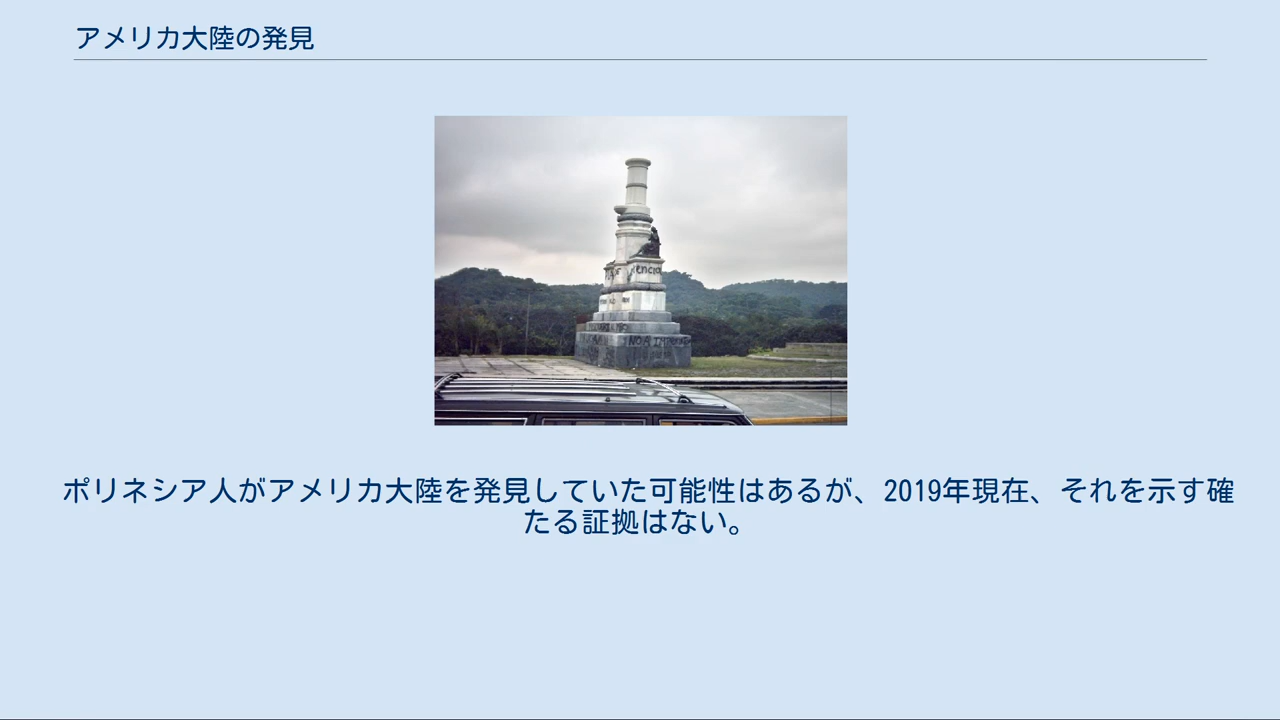 アメリカ大陸の発見
ポリネシア人がアメリカ大陸を発見していた可能性はあるが、2019年現在、それを示す確
たる証拠はない。